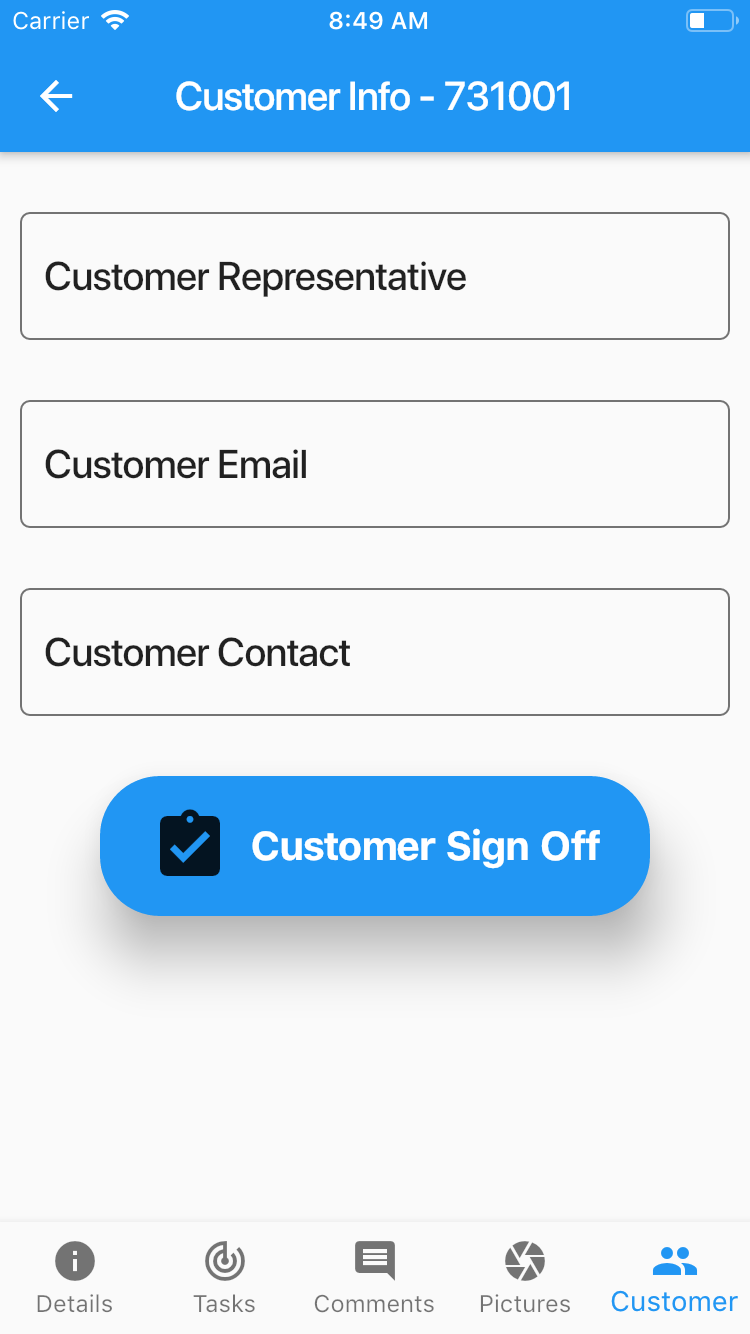 Carrier 8:49 AM
Customer Info - 731001
Customer Representative
Customer Email
Customer Contact
Customer Sign Off
Details Tasks Comments Pictures Customer